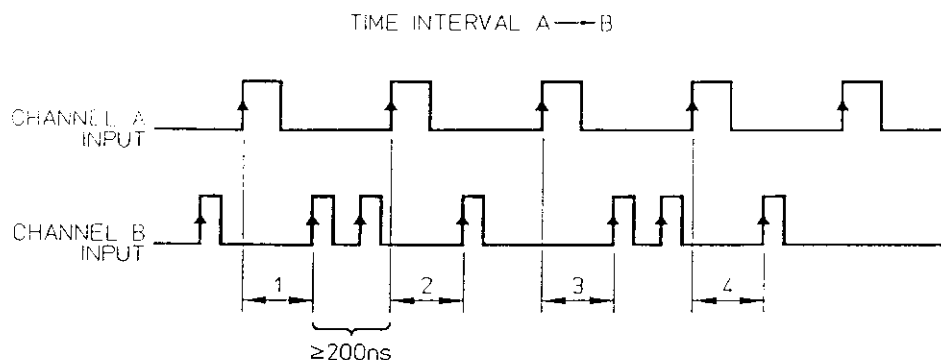 TIME INTERVAL A→B
CHANNEL A
INPUT
CHANNEL B
INPUT
1
2
3
4
≥200ns